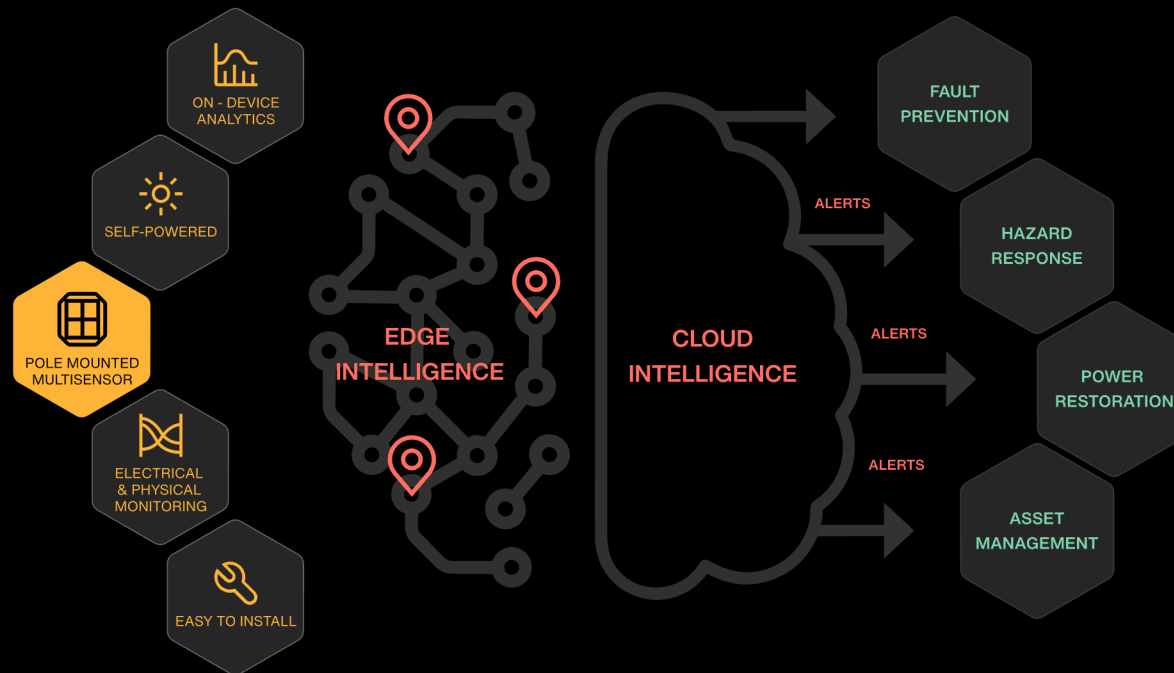 ON - DEVICE
ANALYTICS
SELF-POWERED
POLE MOUNTED
MULTISENSOR
ELECTRICAL
& PHYSICAL
MONITORING
EASY TO INSTALL
EDGE
INTELLIGENCE
CLOUD
INTELLIGENCE
ALERTS
ALERTS
ALERTS
FAULT
PREVENTION
HAZARD
RESPONSE
POWER
RESTORATION
ASSET
MANAGEMENT